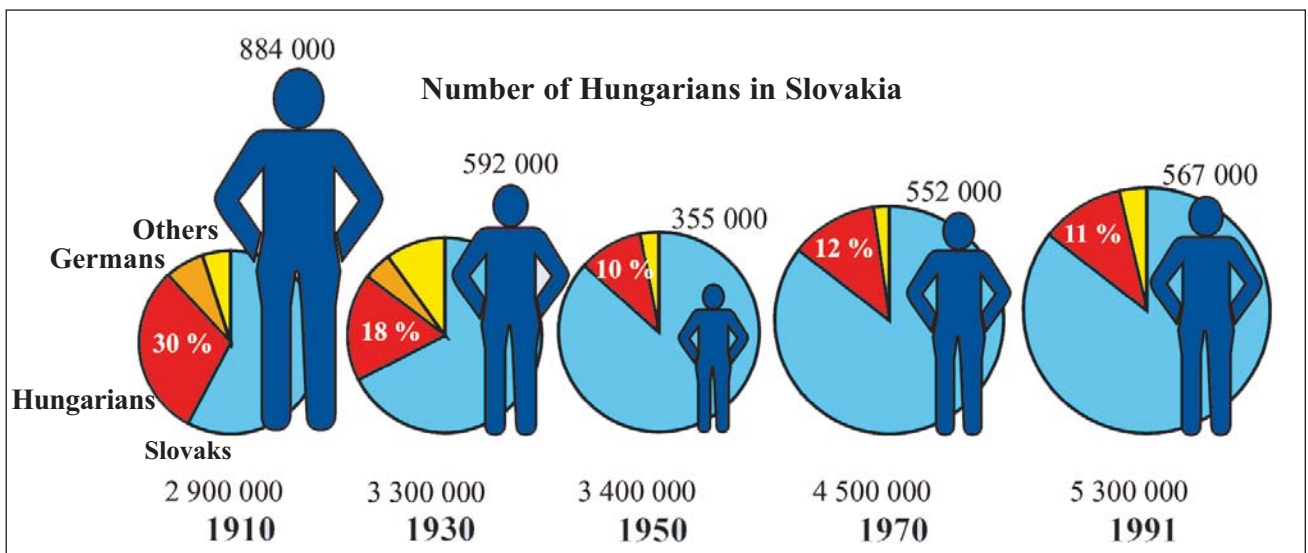 884 000
Number of Hungarians in Slovakia
592 000
567 000
552 000
355 000
Others
Germans
10 %
12 %
11 %
30 %
18 %
Hungarians
Slovaks
2 900 000
3 300 000
3 400 000
4 500 000
5 300 000
1910
1930
1950
1970
1991